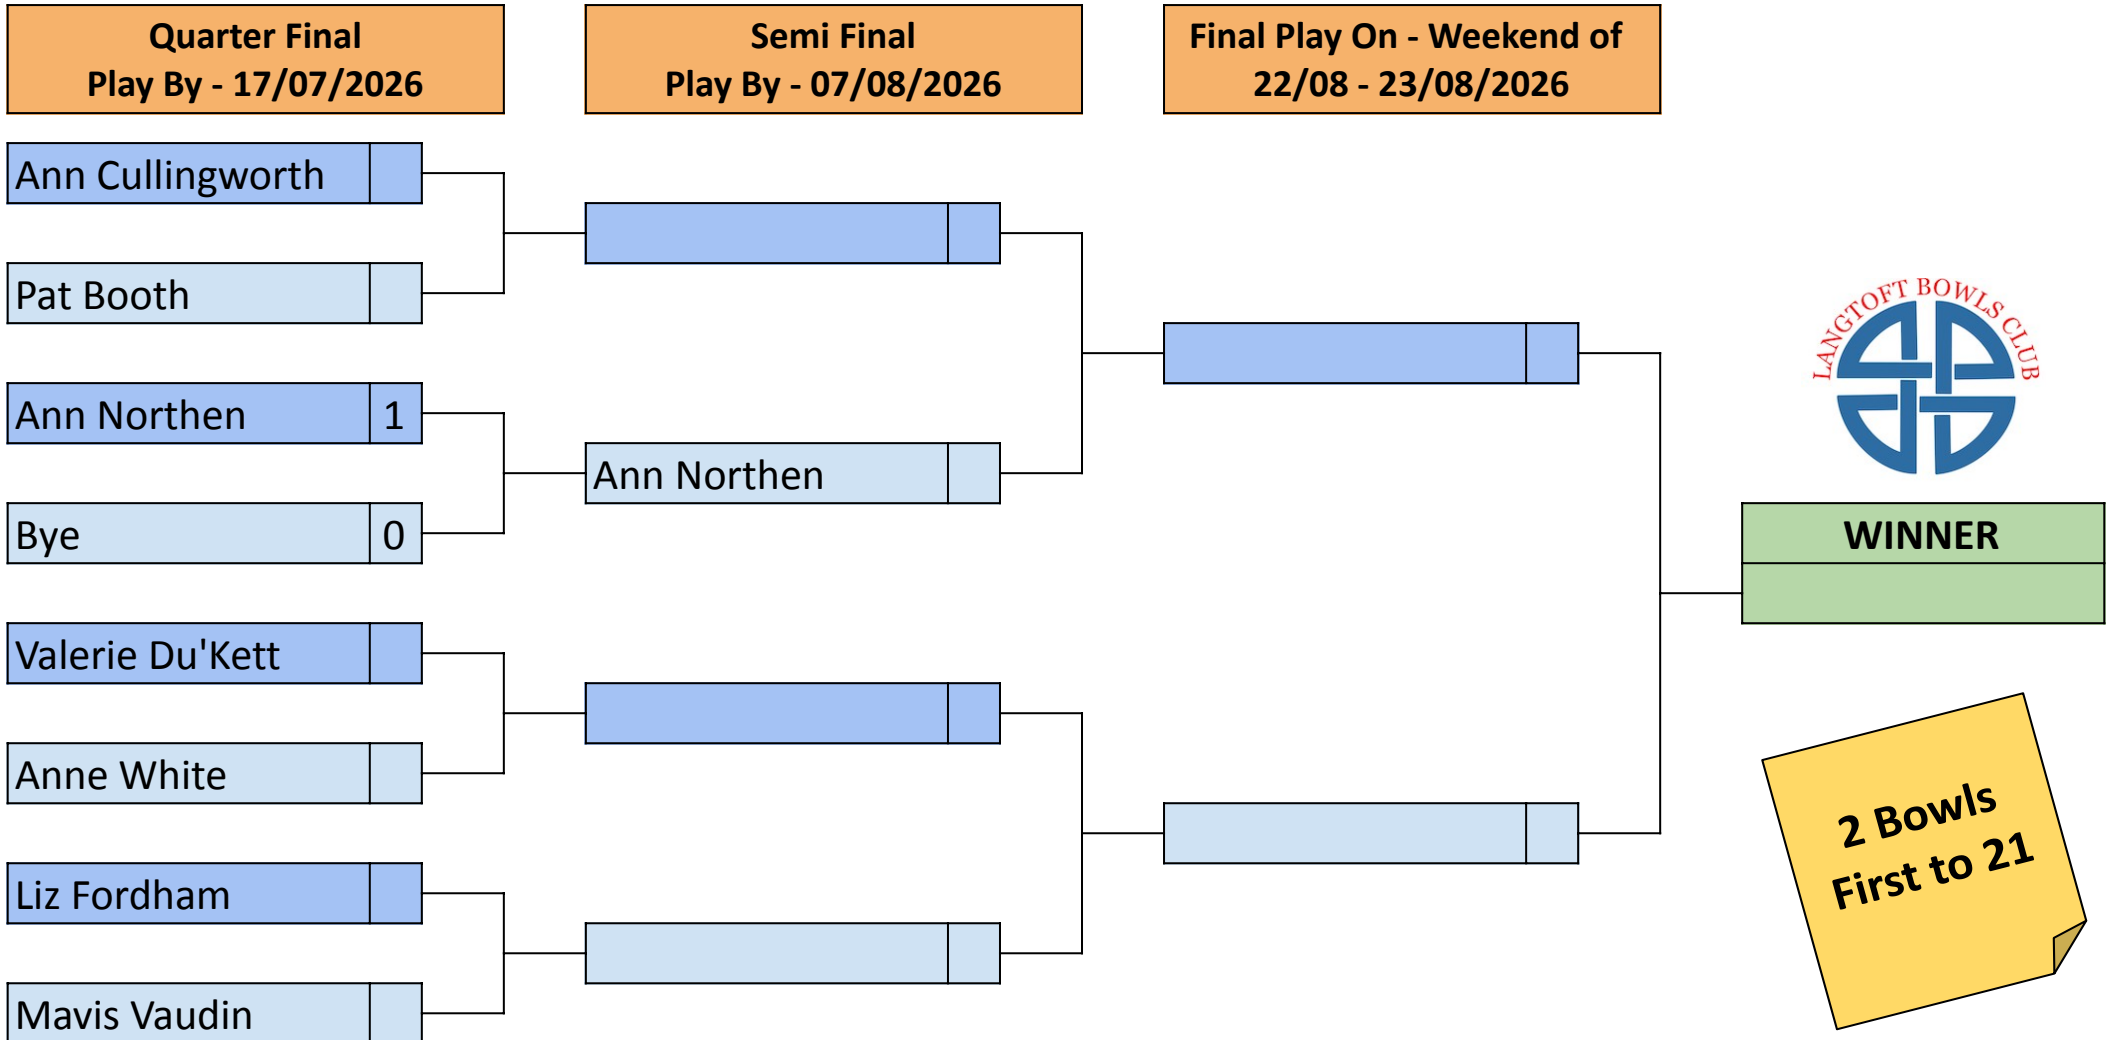 Quarter Final
Play By - 17/07/2026
Semi Final
Play By - 07/08/2026
Final Play On - Weekend of
22/08 - 23/08/2026
Ann Cullingworth
Pat Booth
Ann Northen 1
Bye 0
Valerie Du'Kett
Anne White
Liz Fordham
Mavis Vaudin
Ann Northen
LANGTOFT BOWLS CLUB
WINNER
2 Bowls
First to 21